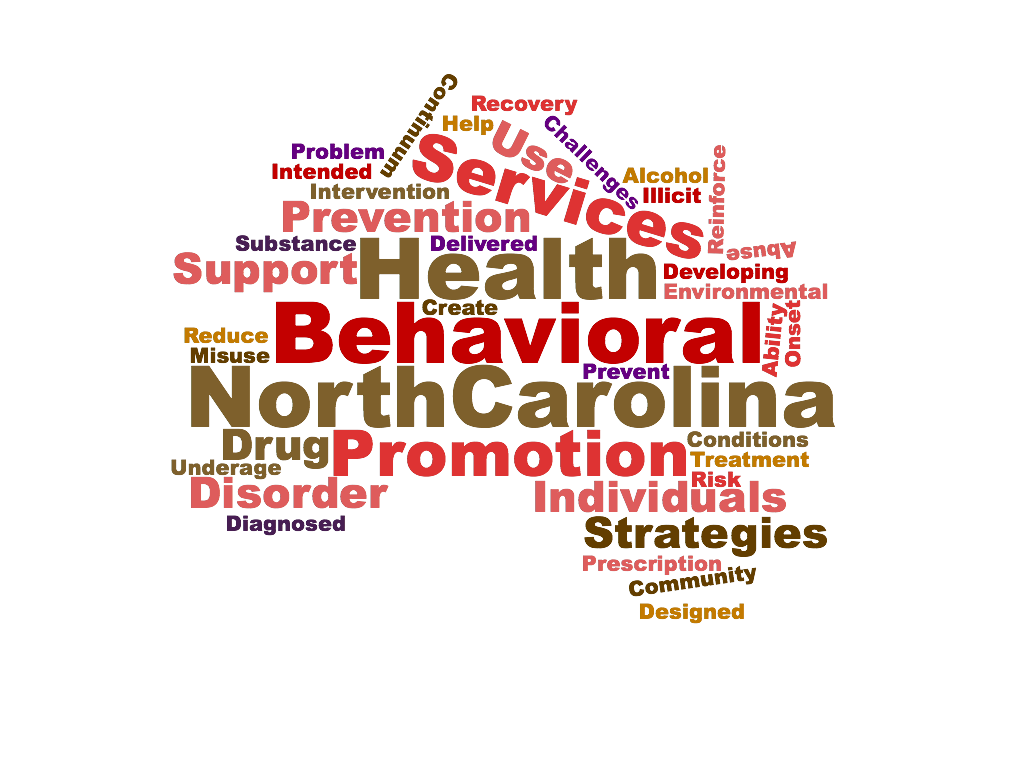 Continuum
Recovery
Help
Use
Challenges
Services
Problem
Intended
Intervention
Prevention
Alcohol
Illicit
Reinforce
Abuse
Substance
Delivered
Support
Health
Developing
Environmental
Create
Behavioral
Ability
Onset
Reduce
Misuse
Prevent
NorthCarolina
Drug
Promotion
Conditions
Treatment
Underage
Risk
Disorder
Individuals
Diagnosed
Strategies
Prescription
Community
Designed